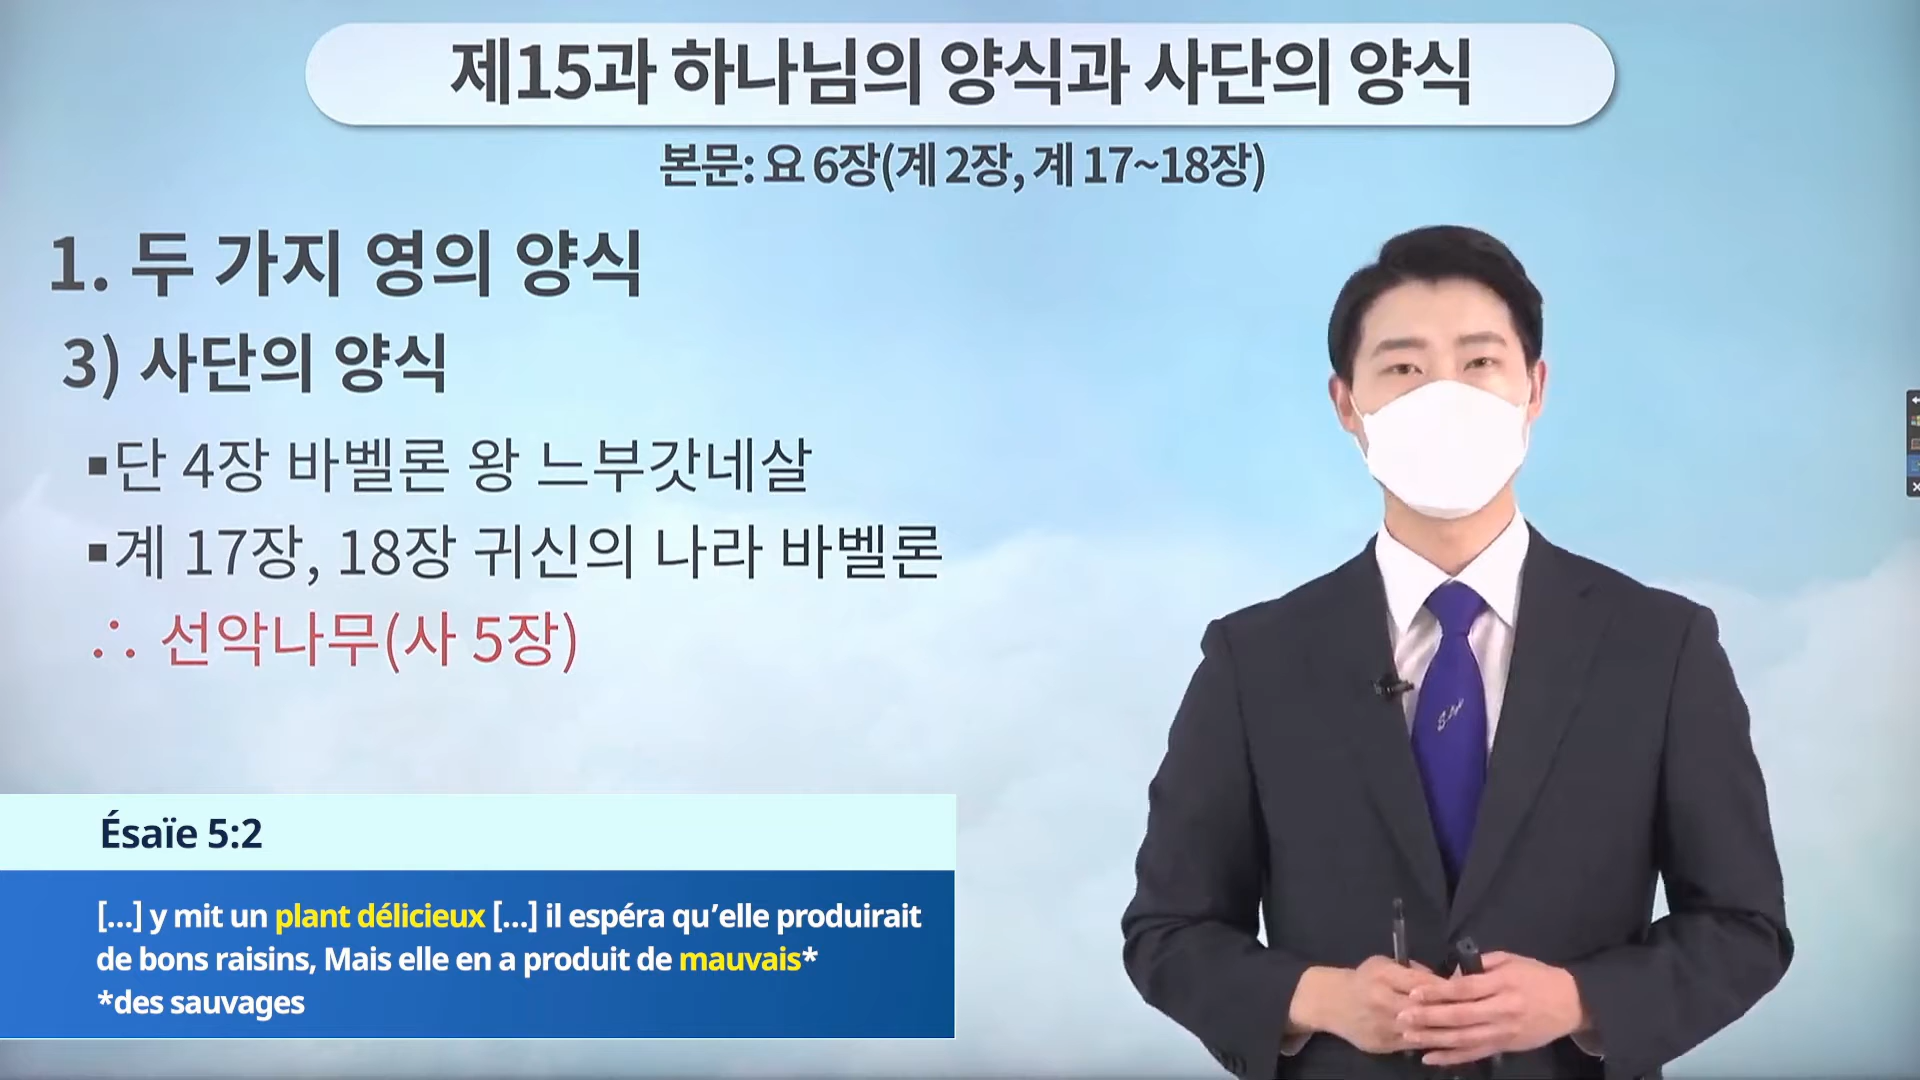 제15과 하나님의 양식과 사단의 양식
본문: 요 6장(계 2장, 계 17~18장)
1. 두 가지 영의 양식
3) 사단의 양식
▪단 4장 바벨론 왕 느부갓네살
▪계 17장, 18장 귀신의 나라 바벨론
∴ 선악나무(사 5장)
Ésaïe 5:2
[...] y mit un plant délicieux [...] il espéra qu’elle produirait
de bons raisins, Mais elle en a produit de mauvais*
*des sauvages